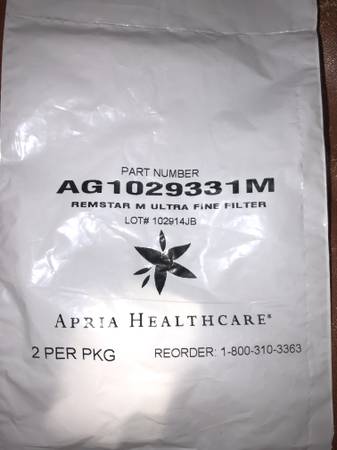 PART NUMBER
AG1029331M
REMSTAR M ULTRA FINE FILTER
LOT# 102914JB
APRIA HEALTHCARE®
2 PER PKG REORDER: 1-800-310-3363